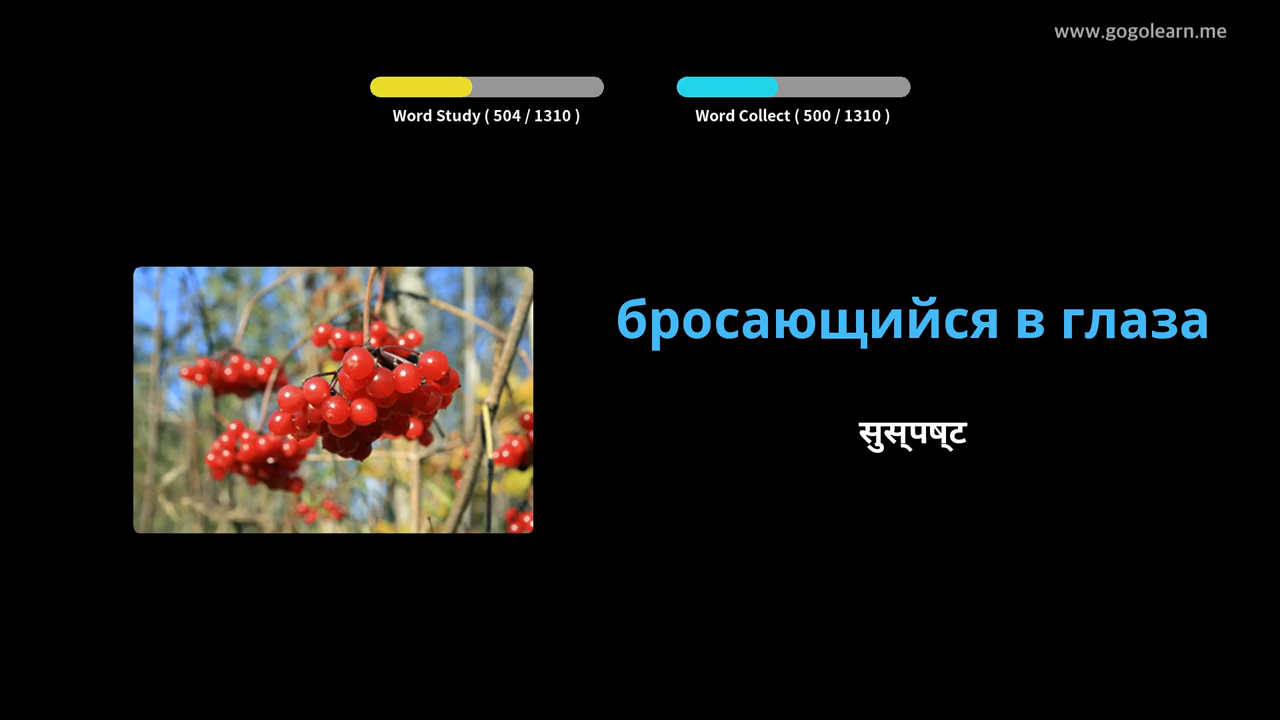 www.gogolearn.me
Word Study ( 504 / 1310 )
Word Collect ( 500 / 1310 )
бросающийся в глаза
सुस्पष्ट